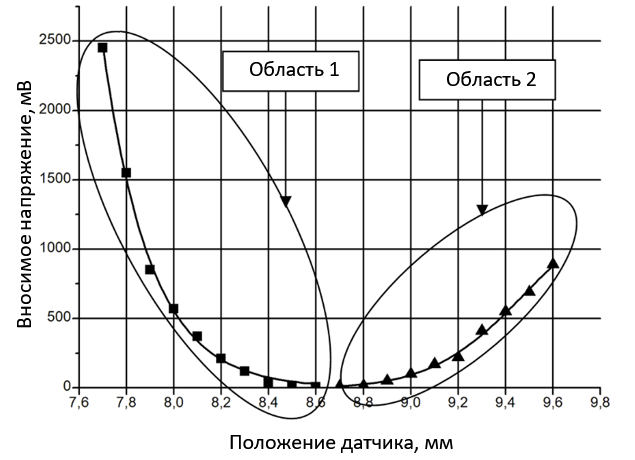 Вносимое напряжение, мВ
2500
2000
1500
1000
500
0
Область 1
Область 2
7,6 7,8 8,0 8,2 8,4 8,6 8,8 9,0 9,2 9,4 9,6 9,8
Положение датчика, мм